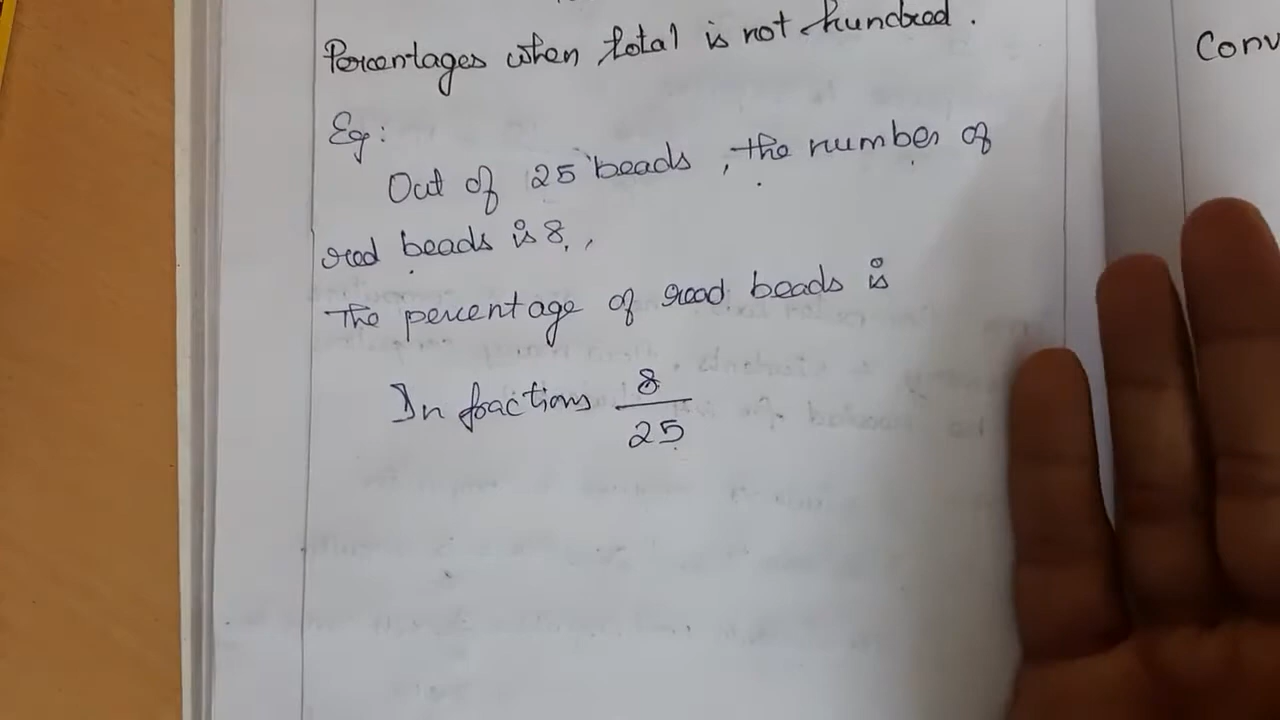 Percentages when total is not hundred.
Eg:
Out of 25 beads, the number of
red beads is 8,
The percentage of red beads is
In fractions 8/25
Conv